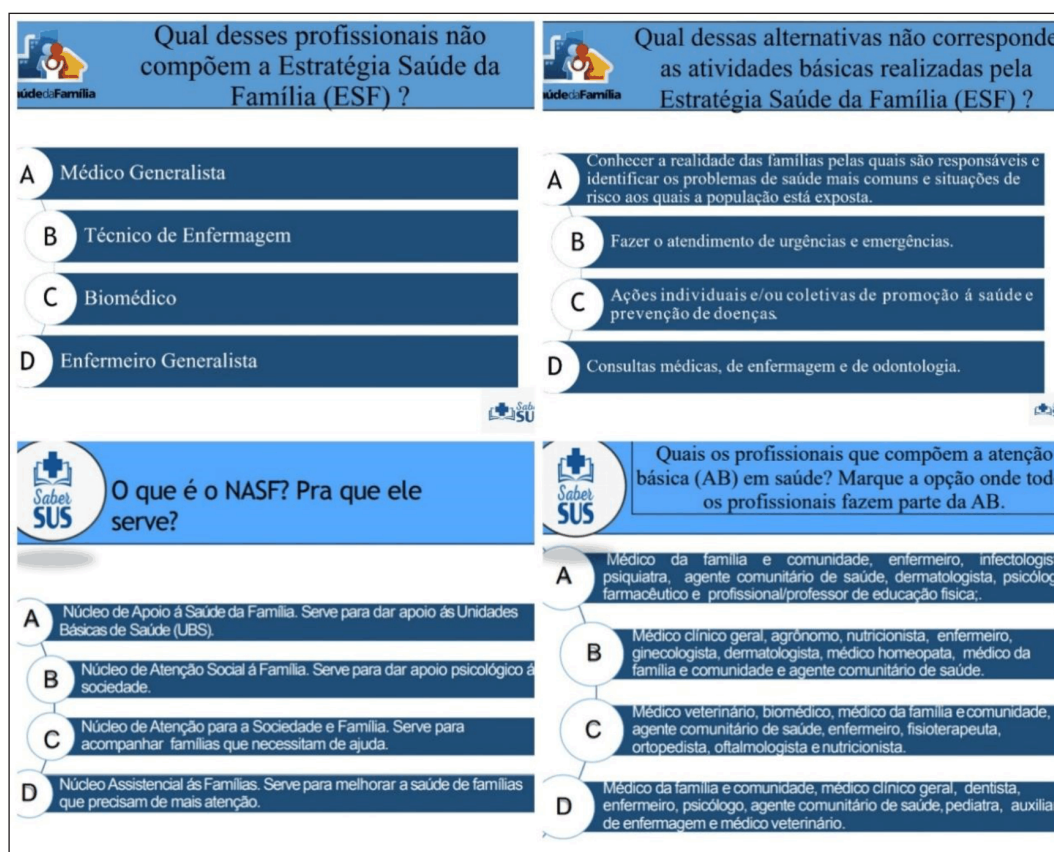 Qual desses profissionais não
compõem a Estratégia Saúde da
Família (ESF) ?
údedaFamília
A
Médico Generalista
B
Técnico de Enfermagem
C
Biomédico
D
Enfermeiro Generalista
Sabe
SU
Qual dessas alternativas não corresponde
as atividades básicas realizadas pela
Estratégia Saúde da Família (ESF) ?
údedaFamília
A
Conhecer a realidade das famílias pelas quais são responsáveis e
identificar os problemas de saúde mais comuns e situações de
risco aos quais a população está exposta.
B
Fazer o atendimento de urgências e emergências.
C
Ações individuais e/ou coletivas de promoção á saúde e
prevenção de doenças.
D
Consultas médicas, de enfermagem e de odontologia.
Saber
SUS
O que é o NASF? Pra que ele
serve?
A
Núcleo de Apoio á Saúde da Família. Serve para dar apoio ás Unidades
Básicas de Saúde (UBS).
B
Núcleo de Atenção Social á Família. Serve para dar apoio psicológico á
sociedade.
C
Núcleo de Atenção para a Sociedade e Família. Serve para
acompanhar famílias que necessitam de ajuda.
D
Núcleo Assistencial ás Famílias. Serve para melhorar a saúde de famílias
que precisam de mais atenção.
Saber
SUS
Quais os profissionais que compõem a atenção
básica (AB) em saúde? Marque a opção onde tod
os profissionais fazem parte da AB.
A
Médico da família e comunidade, enfermeiro, infectologis
psiquiatra, agente comunitário de saúde, dermatologista, psicólog
farmacêutico e profissional/professor de educação fisica;.
B
Médico clínico geral, agrônomo, nutricionista, enfermeiro,
ginecologista, dermatologista, médico homeopata, médico da
família e comunidade e agente comunitário de saúde.
C
Médico veterinário, biomédico, médico da família e comunidade,
agente comunitário de saúde, enfermeiro, fisioterapeuta,
ortopedista, oftalmologista e nutricionista.
D
Médico da família e comunidade, médico clínico geral, dentista,
enfermeiro, psicólogo, agente comunitário de saúde, pediatra, auxilia
de enfermagem e médico veterinário.